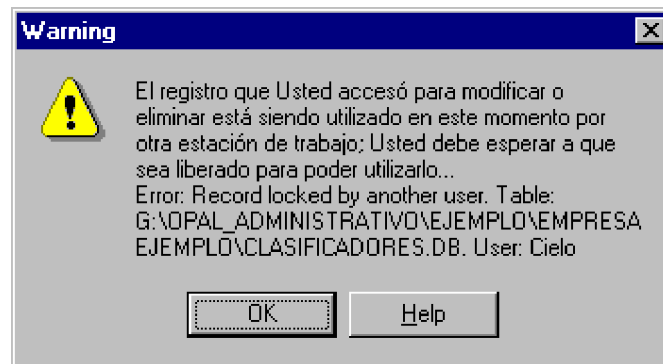 Warning
El registro que Usted accesó para modificar o
eliminar está siendo utilizado en este momento por
otra estación de trabajo; Usted debe esperar a que
sea liberado para poder utilizarlo...
Error: Record locked by another user. Table:
G:\OPAL_ADMINISTRATIVO\EJEMPLO\EMPRESA
EJEMPLO\CLASIFICADORES.DB. User: Cielo
OK
Help